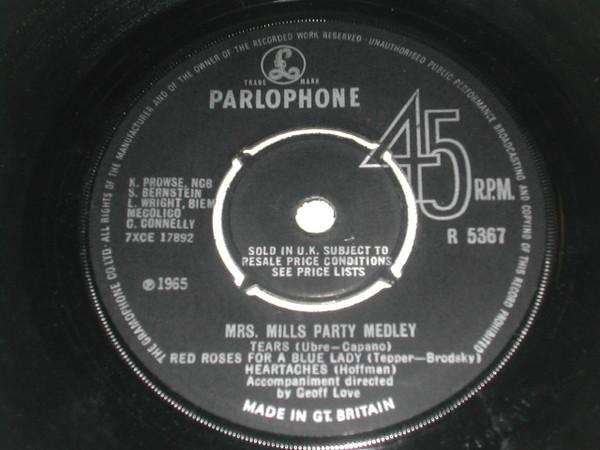 THE GRAMOPHONE CO. LTD · ALL RIGHTS OF THE MANUFACTURER AND OF THE OWNER OF THE RECORDED WORK RESERVED · UNAUTHORISED PUBLIC PERFORMANCE BROADCASTING AND COPYING OF THIS RECORD PROHIBITED
TRADE MARK
PARLOPHONE
45 R.P.M.
K. PROWSE, NCB
S. BERNSTEIN
L. WRIGHT, BIEM
MECOLICO
C. CONNELLY
7XCE 17892
R 5367
SOLD IN U.K. SUBJECT TO
RESALE PRICE CONDITIONS
SEE PRICE LISTS
℗ 1965
MRS. MILLS PARTY MEDLEY
TEARS (Ubre—Capano)
RED ROSES FOR A BLUE LADY (Tepper—Brodsky)
HEARTACHES (Hoffman)
Accompaniment directed
by Geoff Love
MADE IN GT. BRITAIN